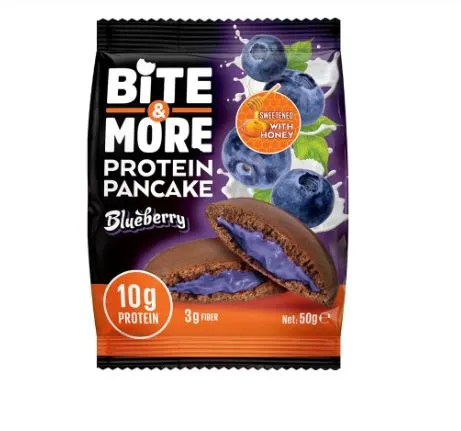 BiTE
&
MORE
PROTEIN
PANCAKE
Blueberry
SWEETENED
WITH
HONEY
10g
PROTEIN
3g FIBER
Net: 50g ℮